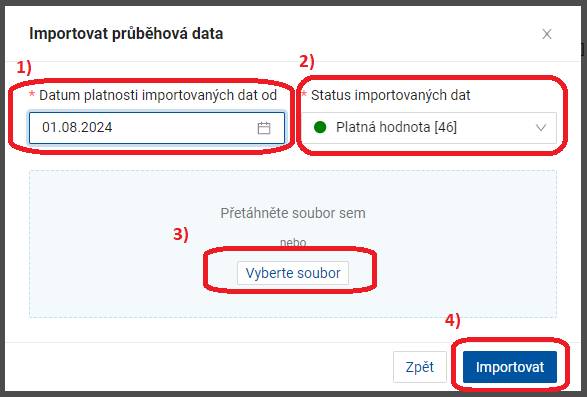 Importovat průběhová data
1)
2)
* Datum platnosti importovaných dat od
* Status importovaných dat
01.08.2024
Platná hodnota [46]
Přetáhněte soubor sem
3)
nebo
Vyberte soubor
4)
Zpět
Importovat